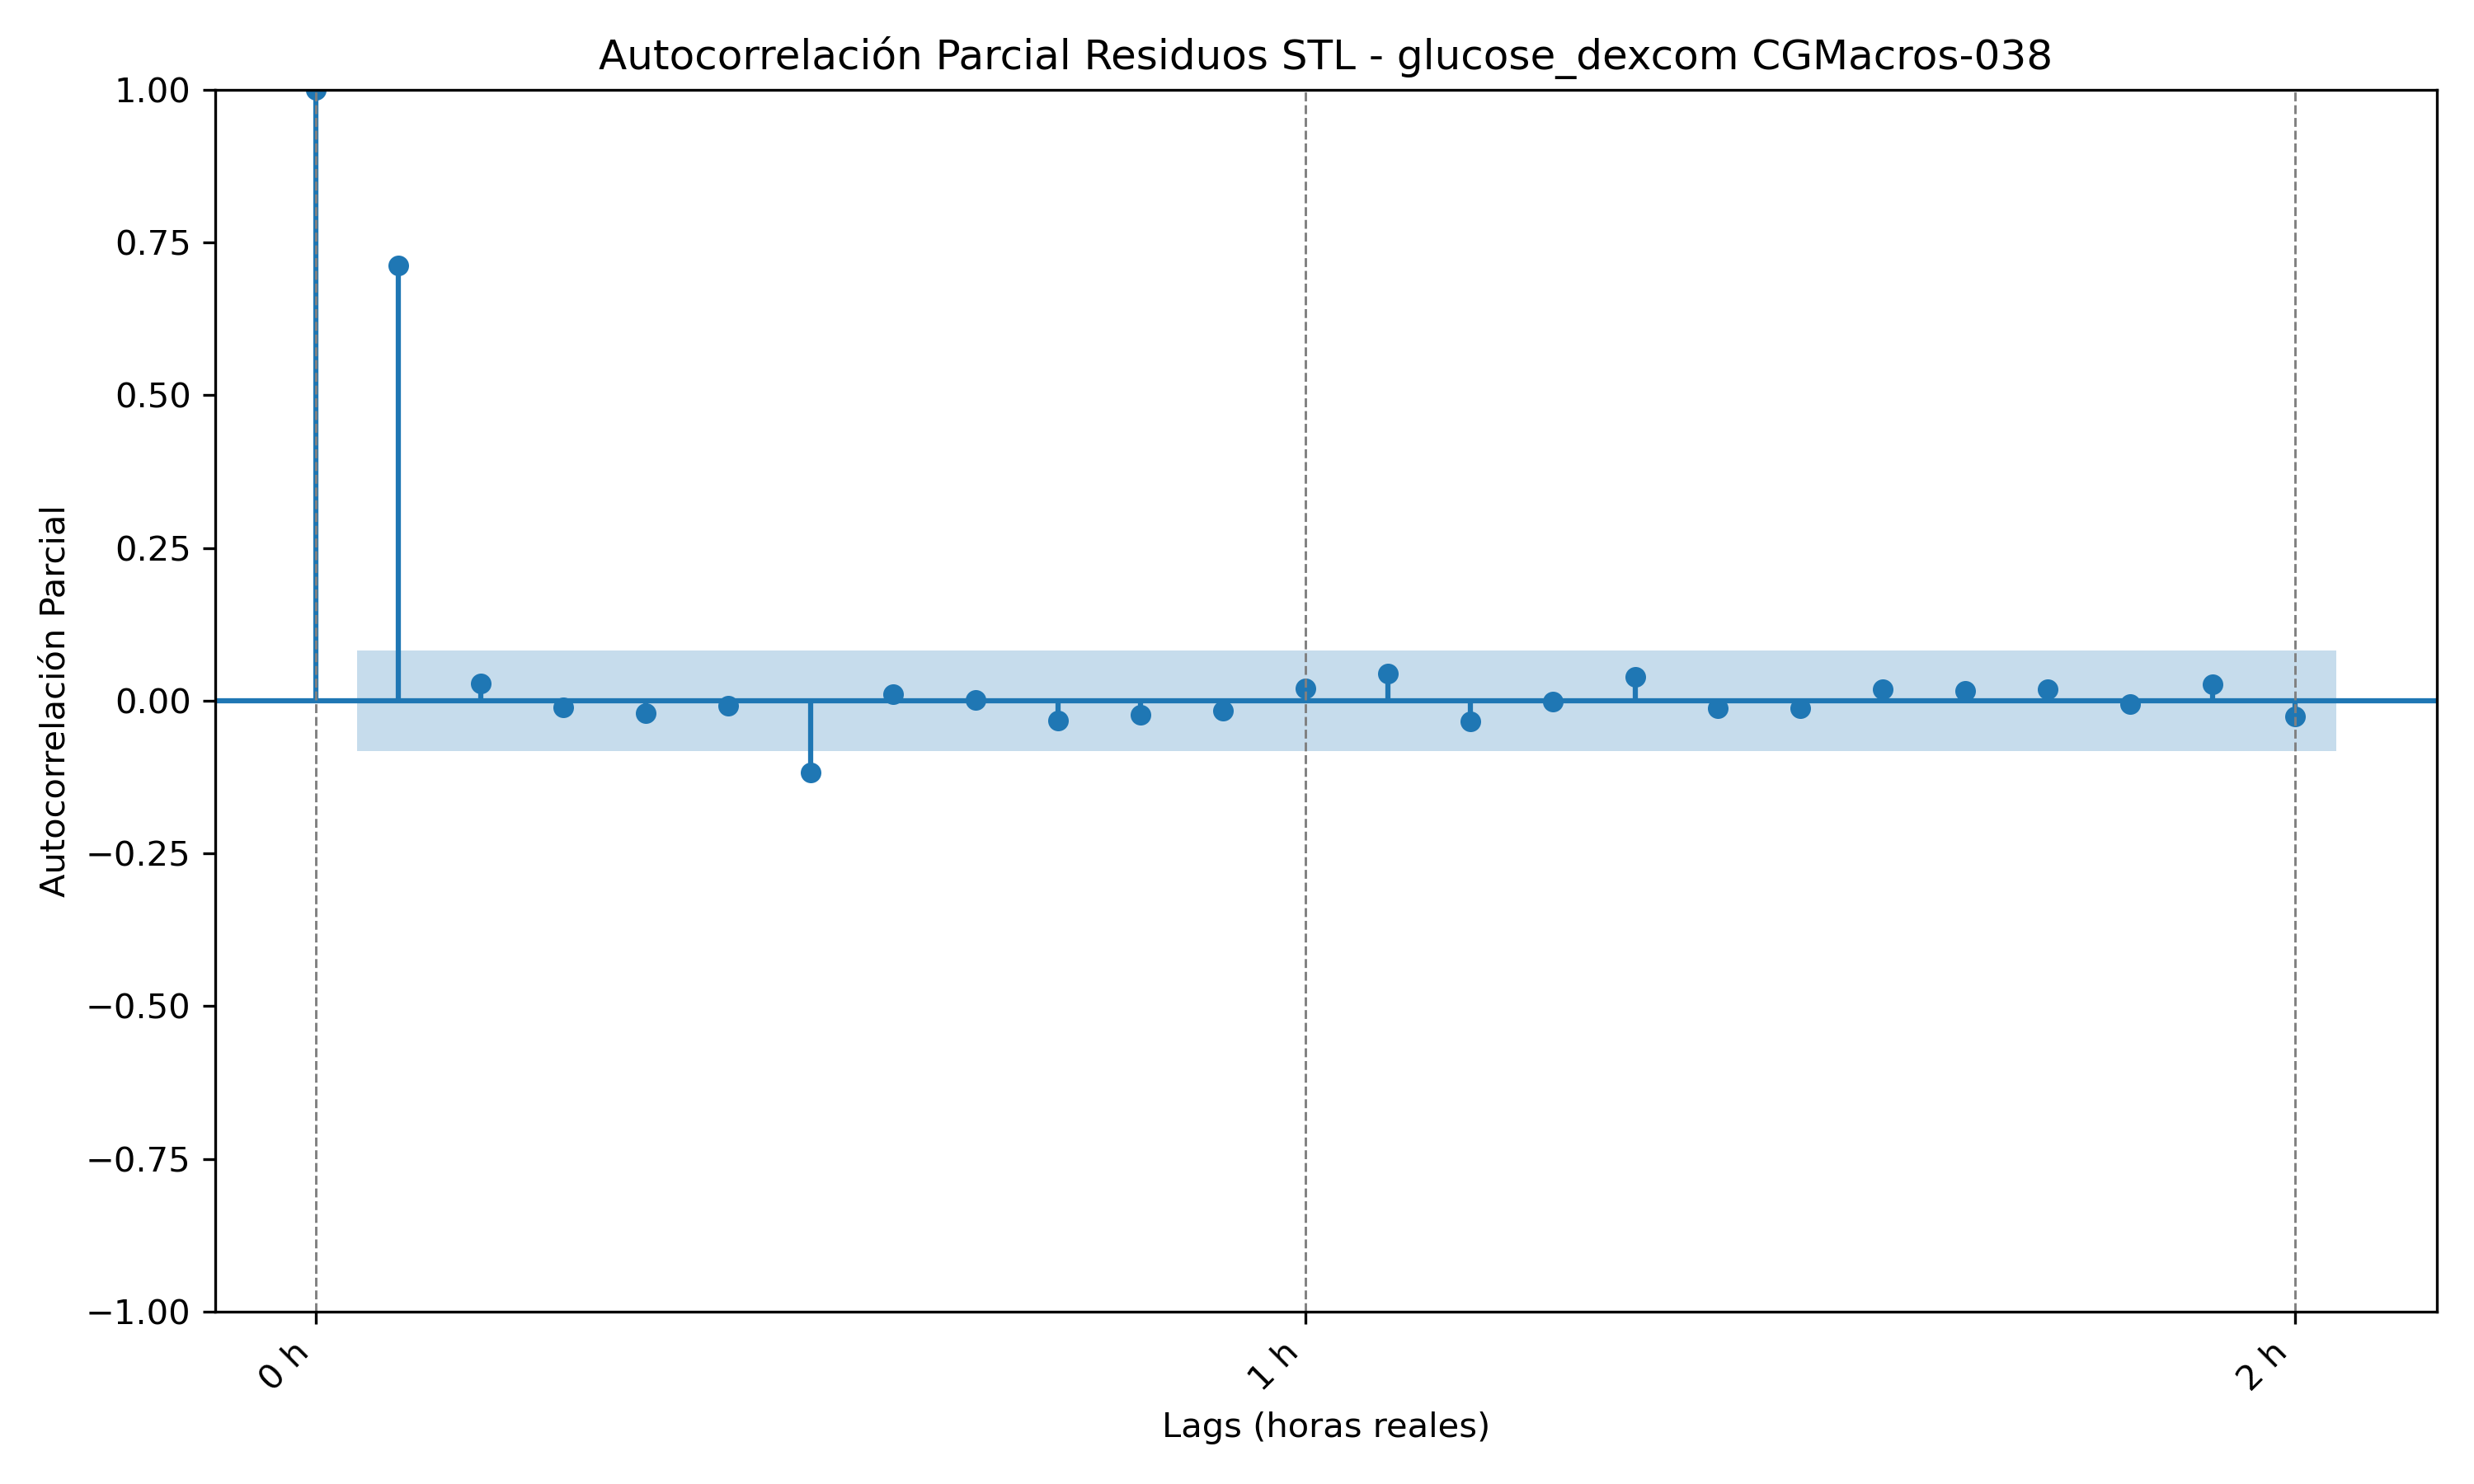 Autocorrelación Parcial Residuos STL - glucose_dexcom CGMacros-038
Autocorrelación Parcial
1.00
0.75
0.50
0.25
0.00
−0.25
−0.50
−0.75
−1.00
0 h
1 h
2 h
Lags (horas reales)